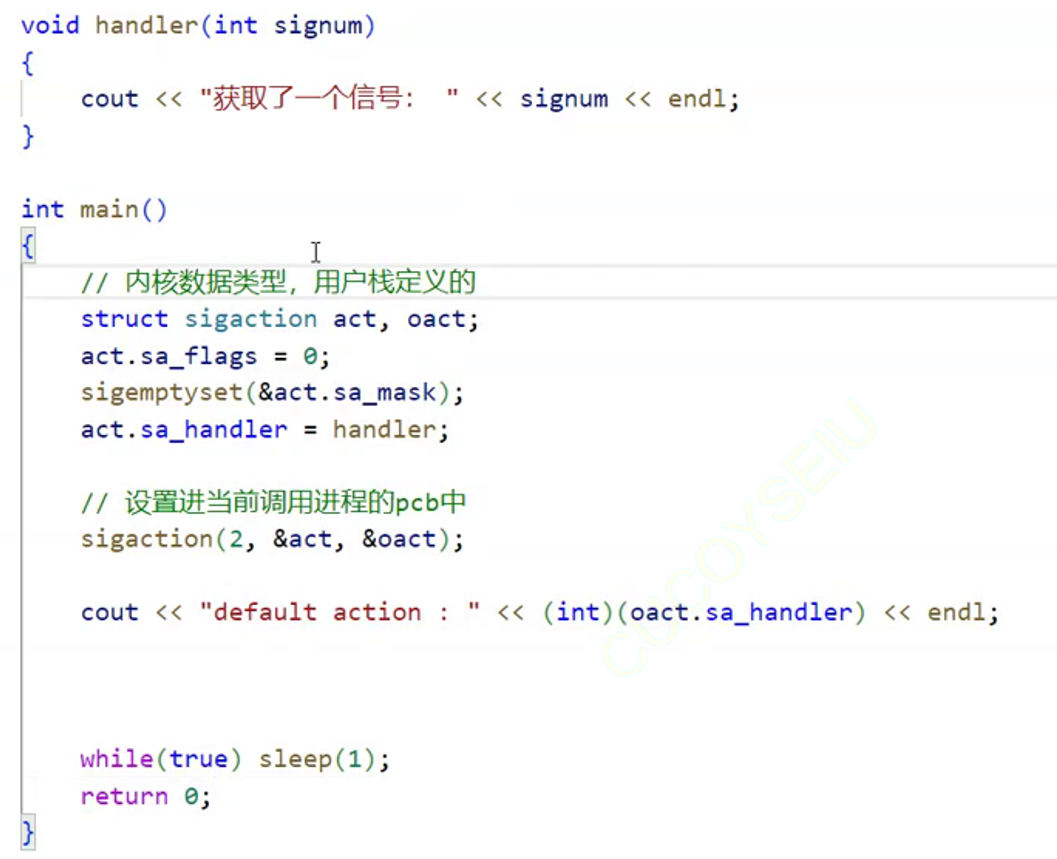 void handler(int signum)
{
    cout << "获取了一个信号： " << signum << endl;
}
int main()
{
    // 内核数据类型，用户栈定义的
    struct sigaction act, oact;
    act.sa_flags = 0;
    sigemptyset(&act.sa_mask);
    act.sa_handler = handler;
    // 设置进当前调用进程的pcb中
    sigaction(2, &act, &oact);
    cout << "default action : " << (int)(oact.sa_handler) << endl;
    while(true) sleep(1);
    return 0;
}
CUCOYSEIU